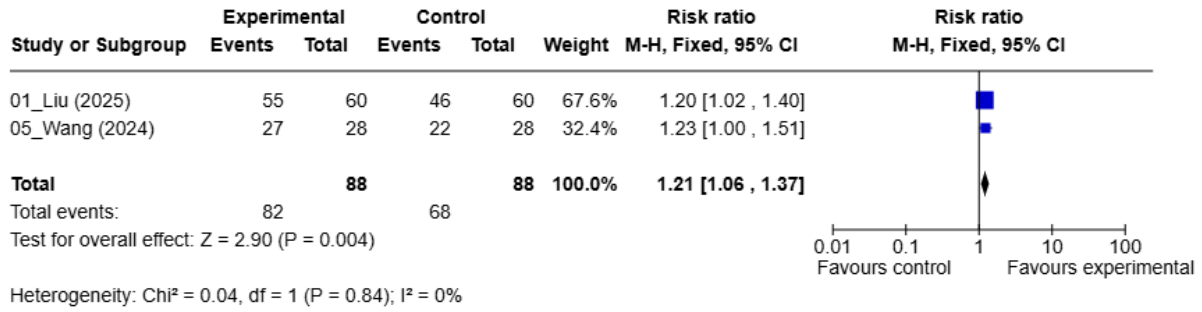 Experimental Control Risk ratio Risk ratio
Study or Subgroup Events Total Events Total Weight M-H, Fixed, 95% CI M-H, Fixed, 95% CI
01_Liu (2025) 55 60 46 60 67.6% 1.20 [1.02 , 1.40]
05_Wang (2024) 27 28 22 28 32.4% 1.23 [1.00 , 1.51]
Total 88 88 100.0% 1.21 [1.06 , 1.37]
Total events: 82 68
Test for overall effect: Z = 2.90 (P = 0.004)
0.01 0.1 1 10 100
Favours control Favours experimental
Heterogeneity: Chi² = 0.04, df = 1 (P = 0.84); I² = 0%